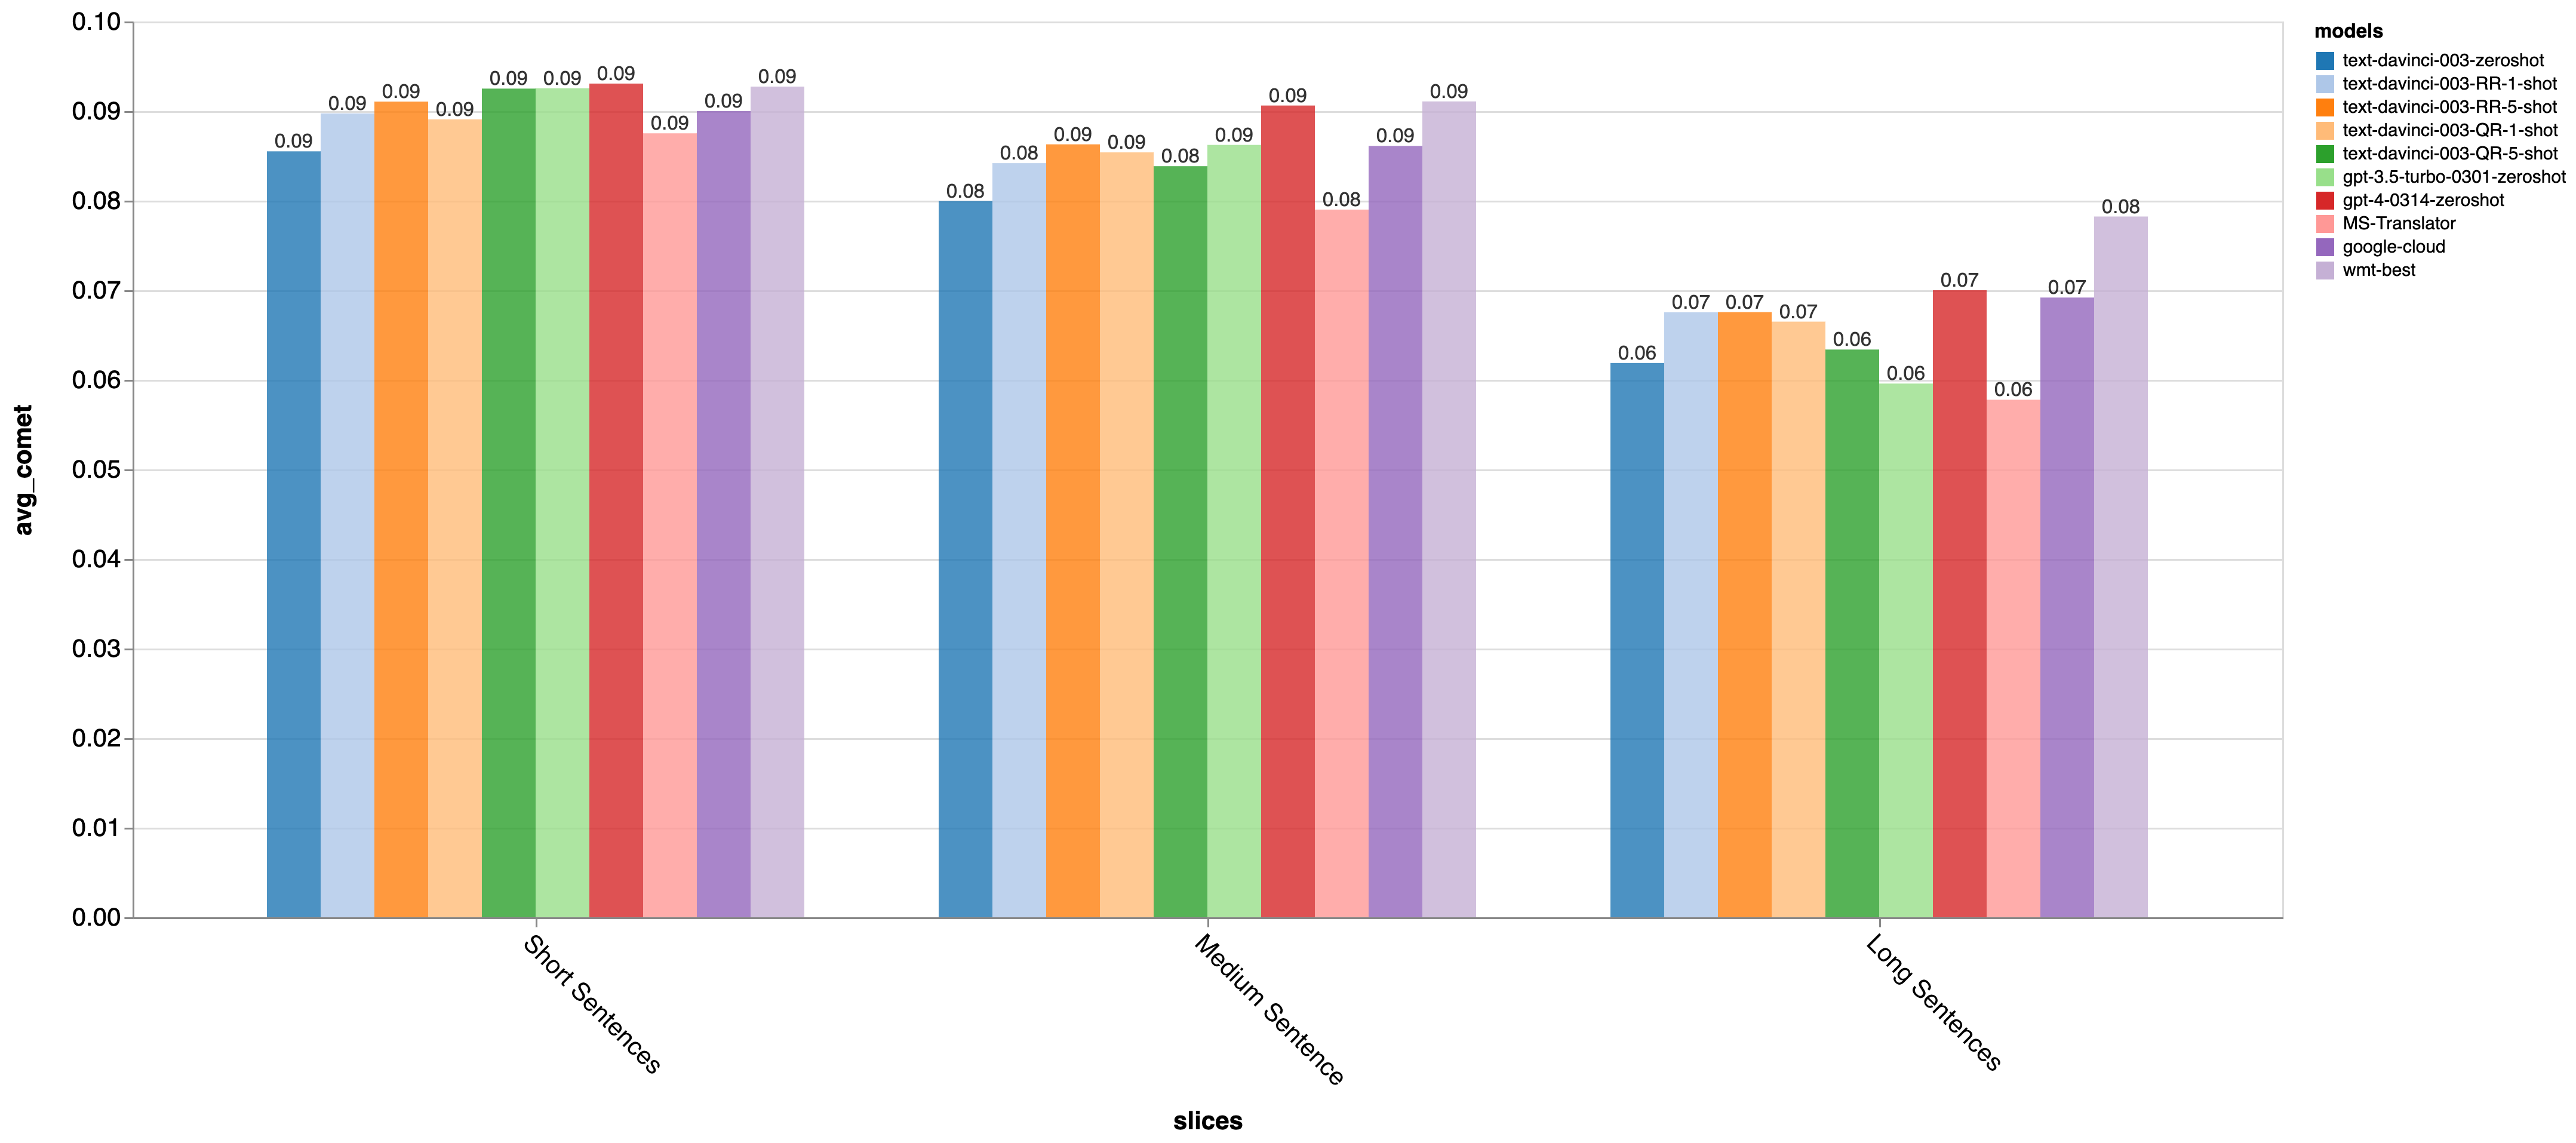 0.10
0.09
0.08
0.07
0.06
0.05
0.04
0.03
0.02
0.01
0.00
avg_comet
0.09
0.09
0.09
0.09
0.09
0.09
0.09
0.09
0.09
0.09
0.08
0.08
0.09
0.09
0.08
0.09
0.09
0.08
0.09
0.09
0.06
0.07
0.07
0.07
0.06
0.06
0.07
0.06
0.07
0.08
Short Sentences
Medium Sentence
Long Sentences
slices
models
text-davinci-003-zeroshot
text-davinci-003-RR-1-shot
text-davinci-003-RR-5-shot
text-davinci-003-QR-1-shot
text-davinci-003-QR-5-shot
gpt-3.5-turbo-0301-zeroshot
gpt-4-0314-zeroshot
MS-Translator
google-cloud
wmt-best